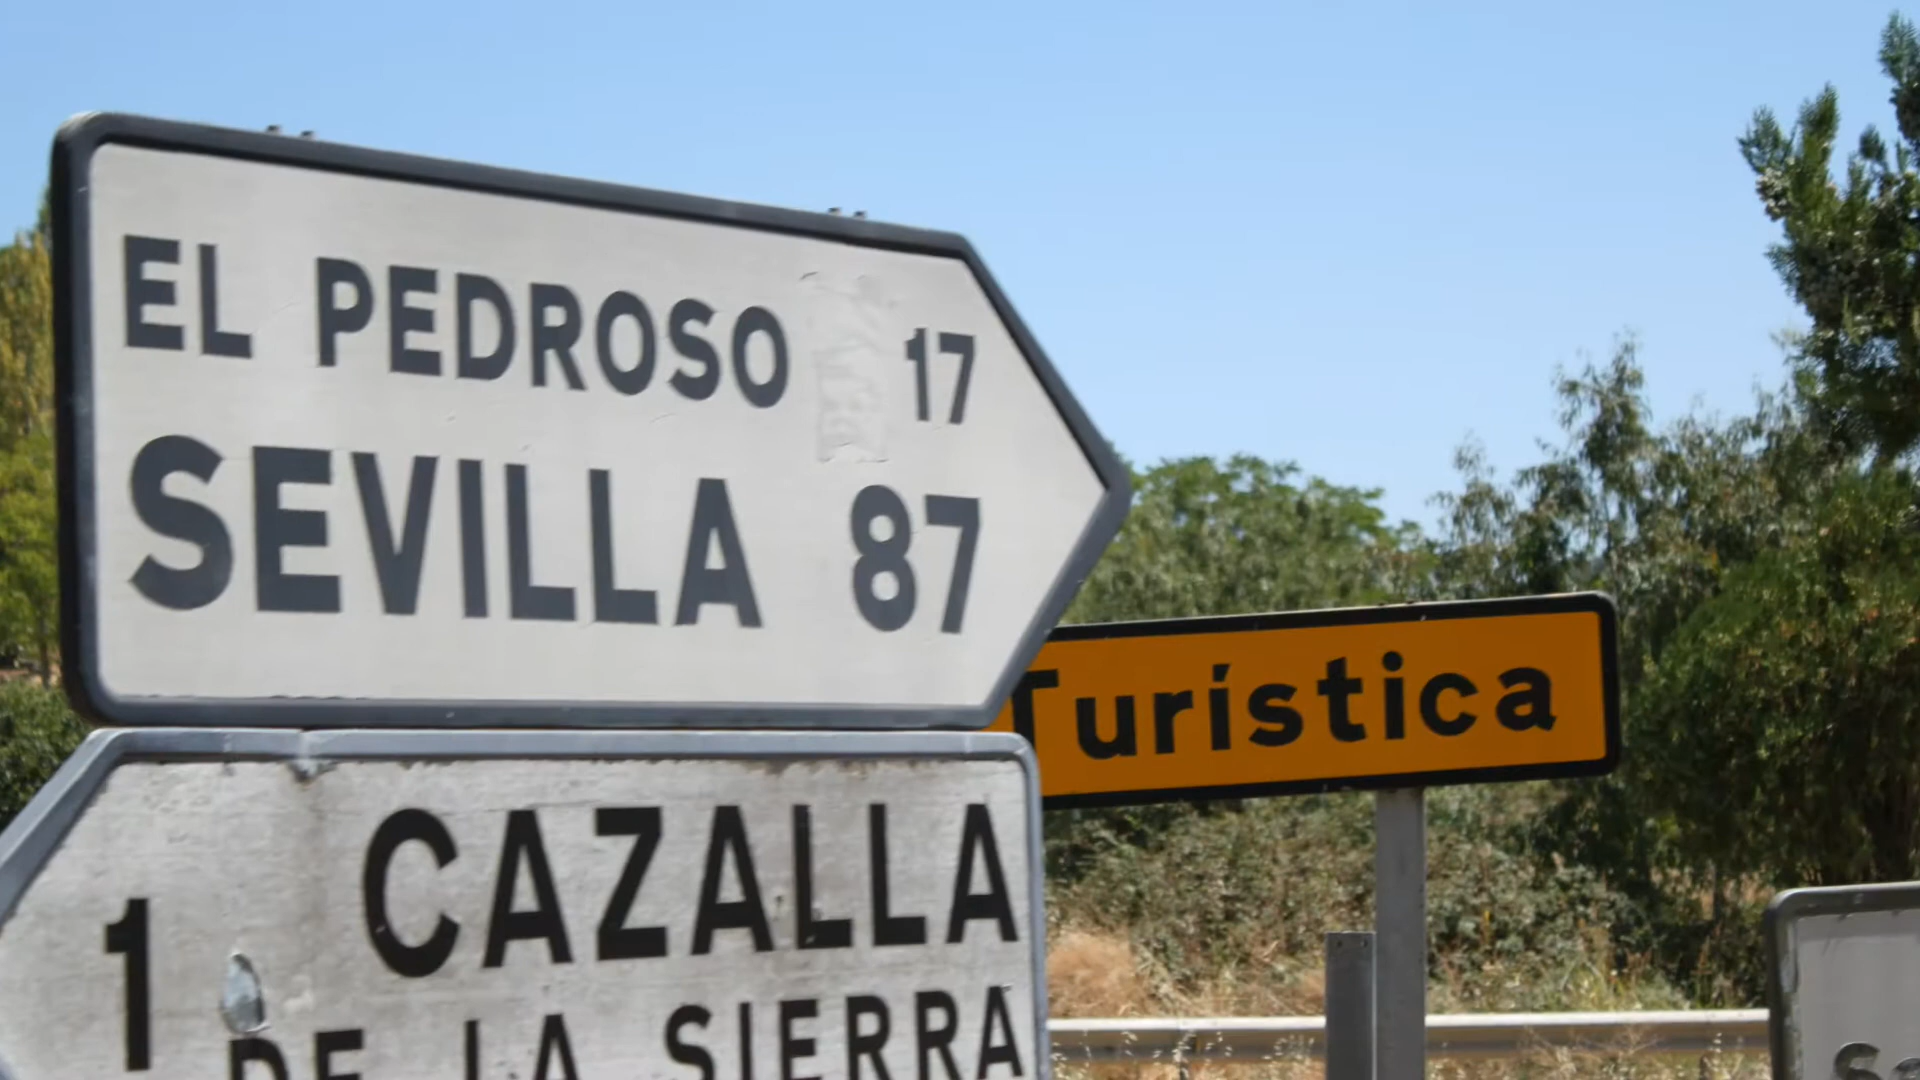 EL PEDROSO 17
SEVILLA 87
Turística
1 CAZALLA
DE LA SIERRA